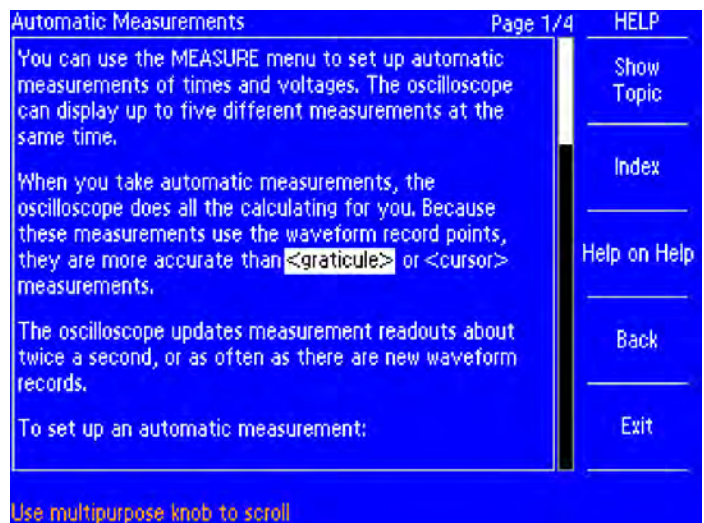 Automatic Measurements Page 1/4 HELP
You can use the MEASURE menu to set up automatic
measurements of times and voltages. The oscilloscope
can display up to five different measurements at the
same time.
When you take automatic measurements, the
oscilloscope does all the calculating for you. Because
these measurements use the waveform record points,
they are more accurate than <graticule> or <cursor>
measurements.
The oscilloscope updates measurement readouts about
twice a second, or as often as there are new waveform
records.
To set up an automatic measurement:
Show
Topic
Index
Help on Help
Back
Exit
Use multipurpose knob to scroll